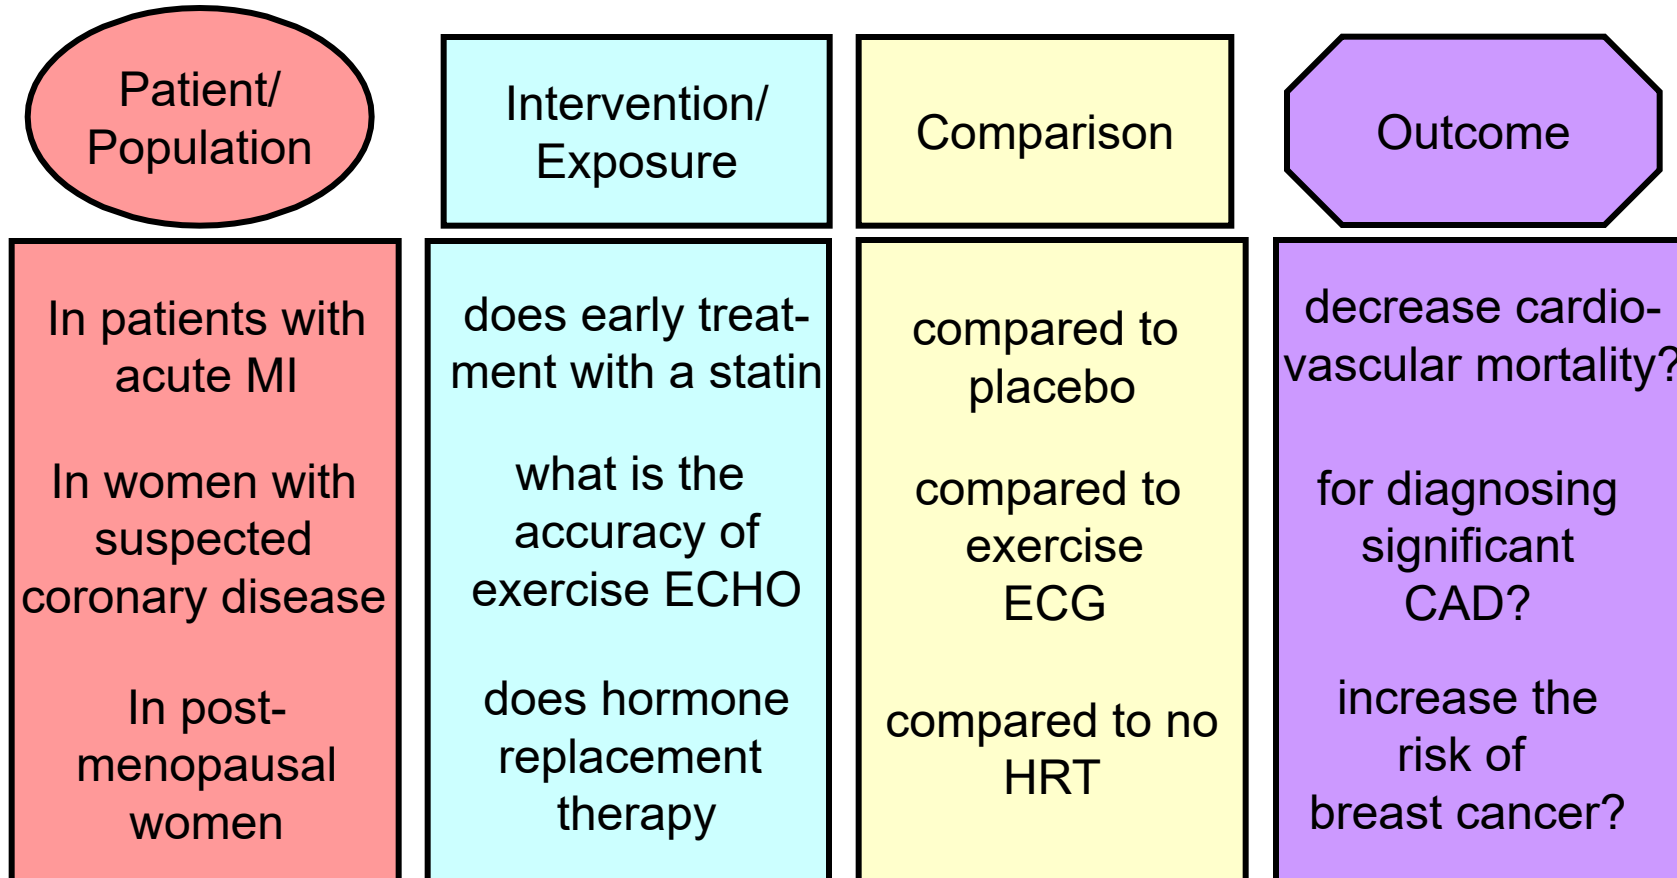 Patient/
Population
Intervention/
Exposure
Comparison
Outcome
In patients with
acute MI
does early treat-
ment with a statin
compared to
placebo
decrease cardio-
vascular mortality?
In women with
suspected
coronary disease
what is the
accuracy of
exercise ECHO
compared to
exercise
ECG
for diagnosing
significant
CAD?
In post-
menopausal
women
does hormone
replacement
therapy
compared to no
HRT
increase the
risk of
breast cancer?